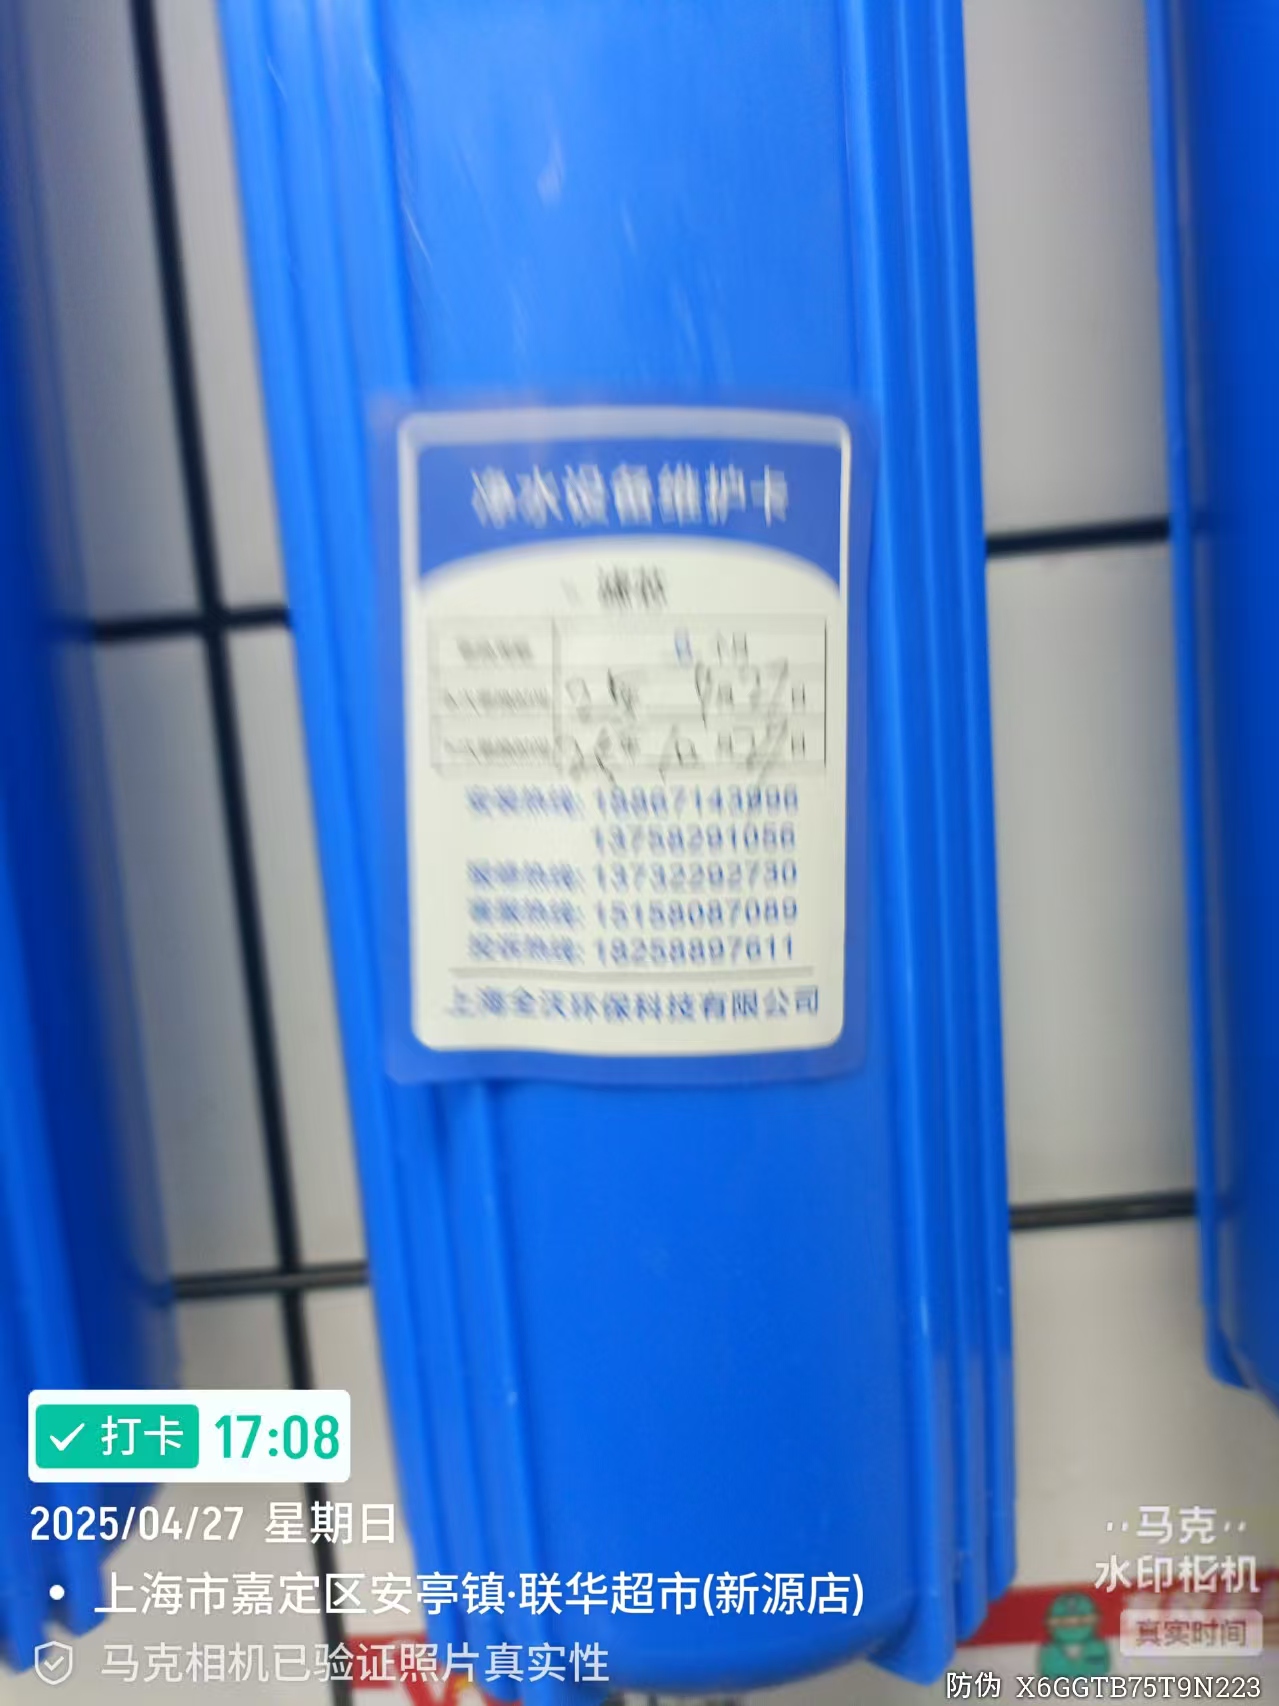 净水设备维护卡
安装热线: 18867143996
13758291056
安装热线: 13732292730
安装热线: 15158087089
安装热线: 18258897611
上海全汉环保科技有限公司
打卡 17:08
2025/04/27 星期日
上海市嘉定区安亭镇·联华超市(新源店)
马克相机已验证照片真实性
马克
水印相机
真实时间
防伪 X6GGTB75T9N223